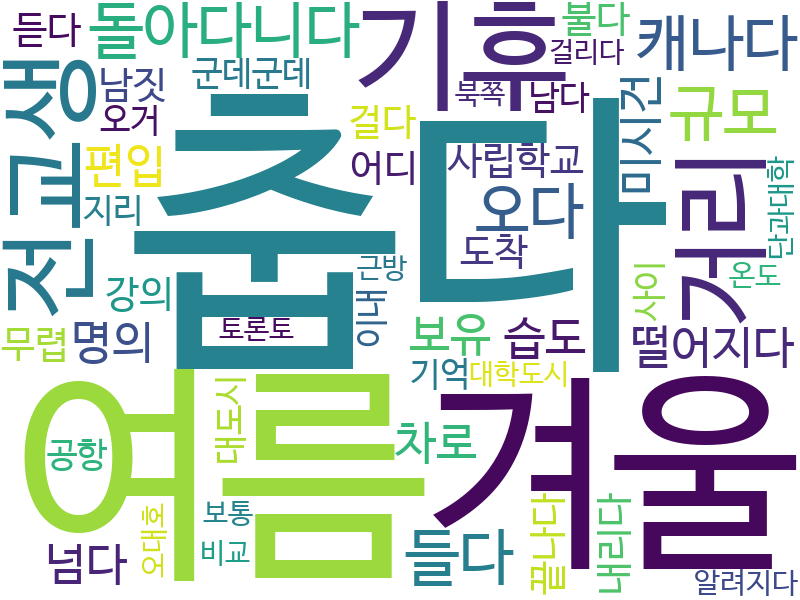 듣다
돌아다니다
기후
불다
걸리다
캐나다
전교생
남짓
군데군데
북쪽
남다
미시건
규모
오거
걸다
춥다
편입
어디
사립학교
거리
단과대학
지리
오다
도착
근방
사이
온도
강의
이내
무렵
명의
토론토
보유
습도
떨어지다
여름
기억
대학도시
겨울
대도시
차로
공항
오대호
보통
비교
넘다
들다
끝나다
내리다
알려지다